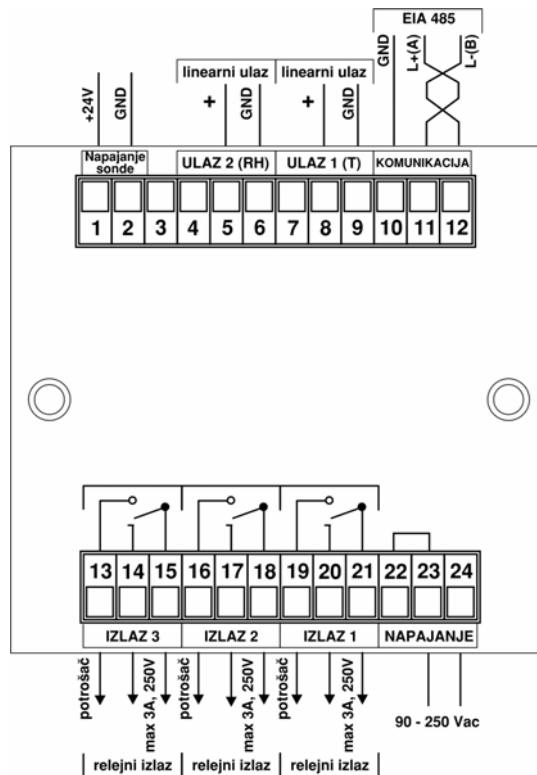 EIA 485
+24V
GND
linearni ulaz
+
GND
linearni ulaz
+
GND
GND
L+(A)
L-(B)
Napajanje
sonde
ULAZ 2 (RH)
ULAZ 1 (T)
KOMUNIKACIJA
1 2 3 4 5 6 7 8 9 10 11 12
13 14 15 16 17 18 19 20 21 22 23 24
IZLAZ 3
IZLAZ 2
IZLAZ 1
NAPAJANJE
potrošač
max 3A, 250V
potrošač
max 3A, 250V
potrošač
max 3A, 250V
90 - 250 Vac
relejni izlaz
relejni izlaz
relejni izlaz